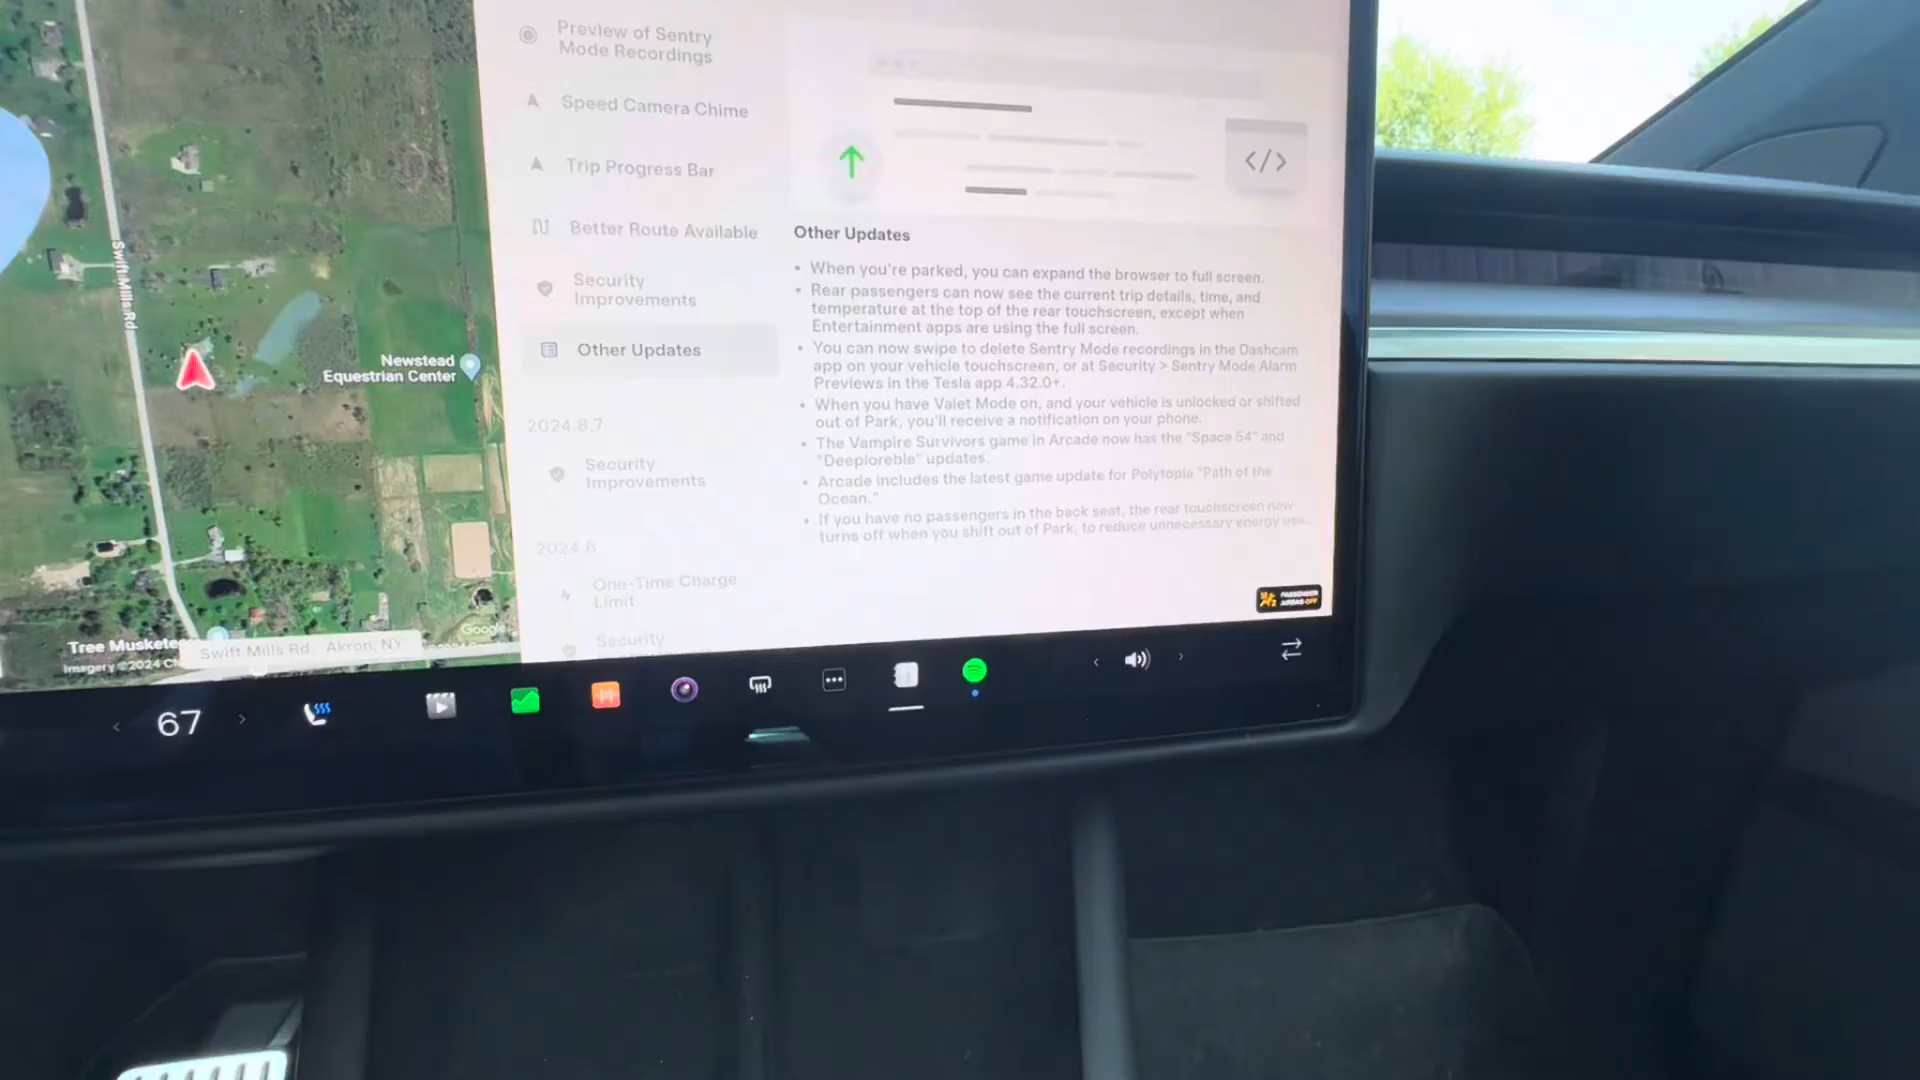 Preview of Sentry
Mode Recordings
Speed Camera Chime
Trip Progress Bar
Better Route Available
Security
Improvements
Other Updates
2024.8.7
Security
Improvements
2024.8
One-Time Charge
Limit
Security
</>
Other Updates
• When you're parked, you can expand the browser to full screen.
• Rear passengers can now see the current trip details, time, and
temperature at the top of the rear touchscreen, except when
Entertainment apps are using the full screen.
• You can now swipe to delete Sentry Mode recordings in the Dashcam
app on your vehicle touchscreen, or at Security > Sentry Mode Alarm
Previews in the Tesla app 4.32.0+.
• When you have Valet Mode on, and your vehicle is unlocked or shifted
out of Park, you'll receive a notification on your phone.
• The Vampire Survivors game in Arcade now has the "Space 54" and
"Deeploreble" updates.
• Arcade includes the latest game update for Polytopia "Path of the
Ocean."
• If you have no passengers in the back seat, the rear touchscreen now
turns off when you shift out of Park, to reduce unnecessary energy use.
PASSENGER
AIRBAG OFF
Swift Mills Rd
Newstead
Equestrian Center
Tree Musketee
Imagery ©2024
Swift Mills Rd Akron, NY
Google
67